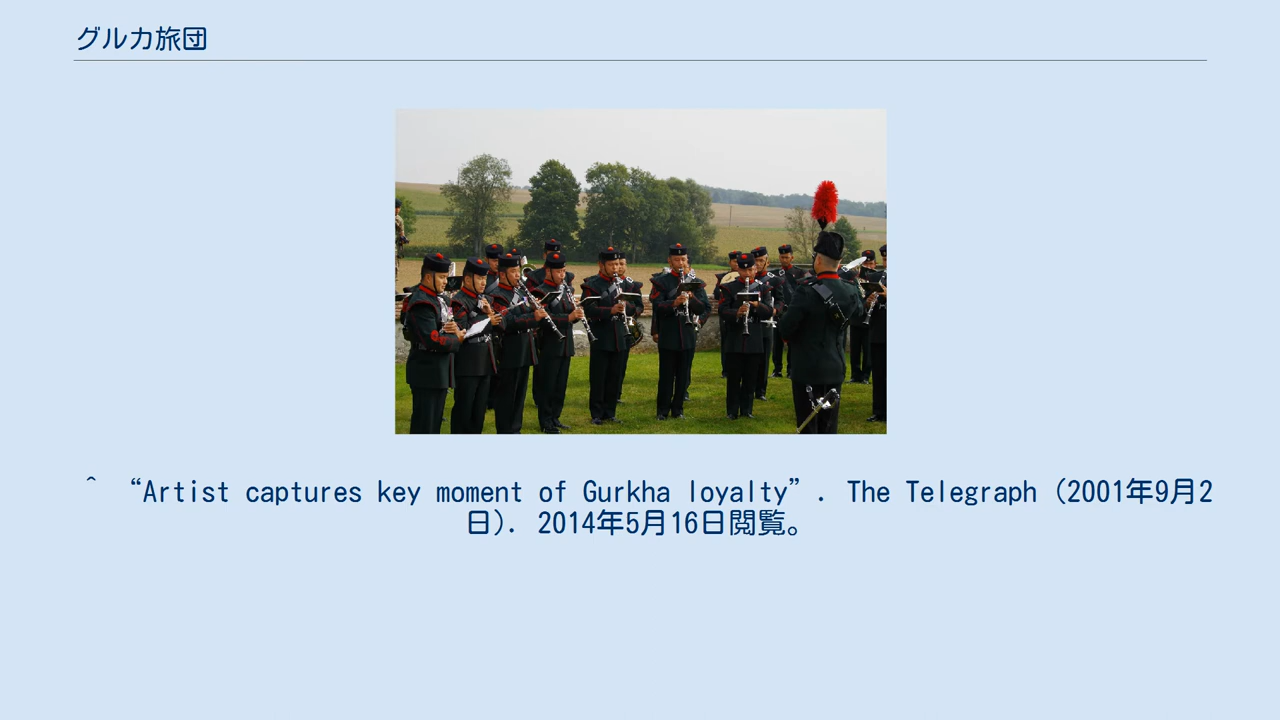 グルカ旅団
^ “Artist captures key moment of Gurkha loyalty”. The Telegraph (2001年9月2
日). 2014年5月16日閲覧。